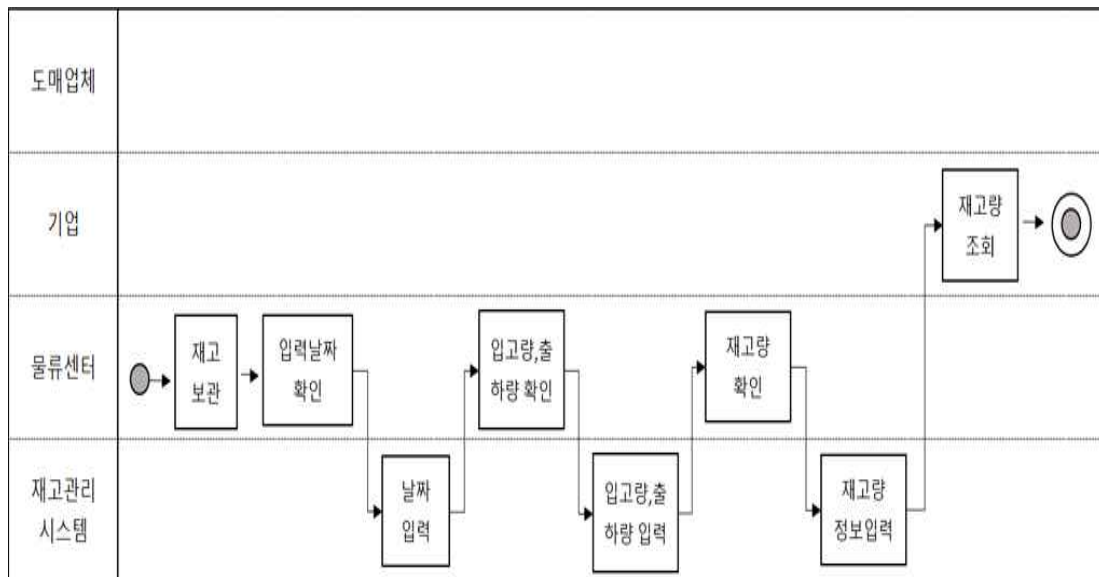 도매업체
기업
재고량
조회
물류센터
재고
보관
입력날짜
확인
입고량,출
하량 확인
재고량
확인
재고관리
시스템
날짜
입력
입고량,출
하량 입력
재고량
정보입력